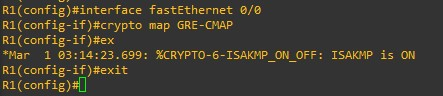 R1(config)#interface fastEthernet 0/0
R1(config-if)#crypto map GRE-CMAP
R1(config-if)#ex
*Mar  1 03:14:23.699: %CRYPTO-6-ISAKMP_ON_OFF: ISAKMP is ON
R1(config-if)#exit
R1(config)#